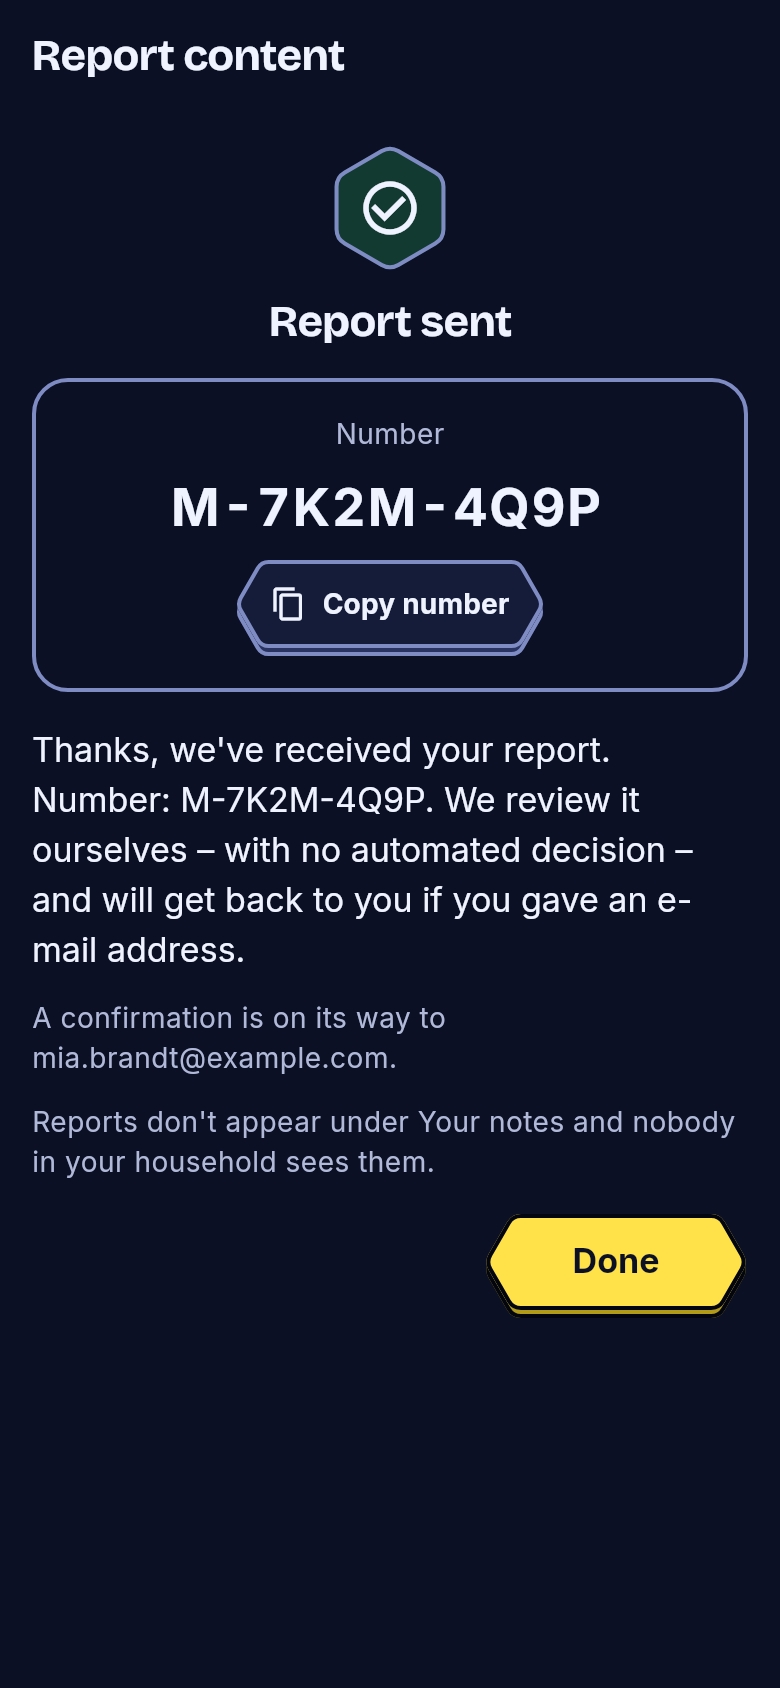 Report content
Report sent
Number
M-7K2M-4Q9P
Copy number
Thanks, we've received your report.
Number: M-7K2M-4Q9P. We review it
ourselves – with no automated decision –
and will get back to you if you gave an e-
mail address.
A confirmation is on its way to
mia.brandt@example.com.
Reports don't appear under Your notes and nobody
in your household sees them.
Done